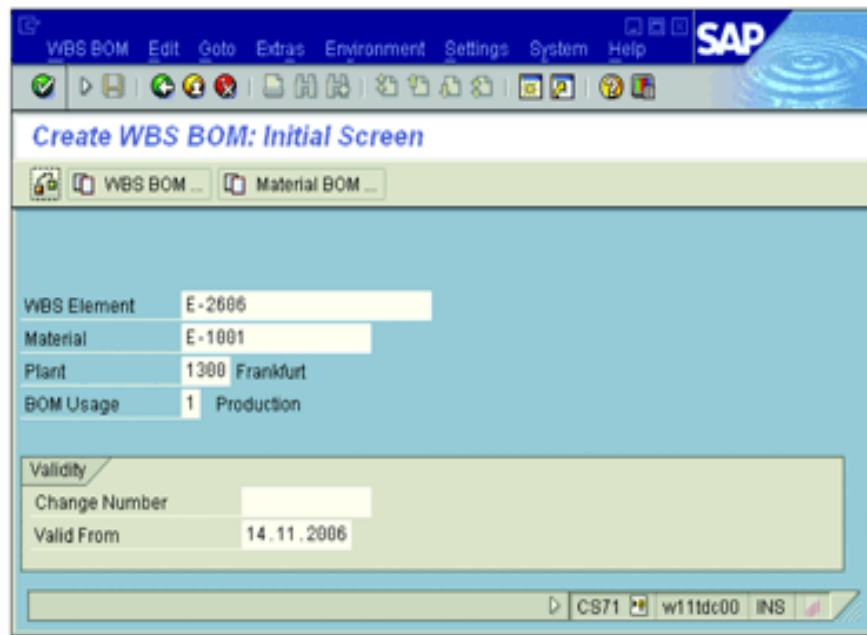 WBS BOM Edit Goto Extras Environment Settings System Help
SAP
Create WBS BOM: Initial Screen
WBS BOM ... Material BOM ...
WBS Element E-2606
Material E-1001
Plant 1300 Frankfurt
BOM Usage 1 Production
Validity
Change Number
Valid From 14.11.2006
CS71 w11tdc00 INS